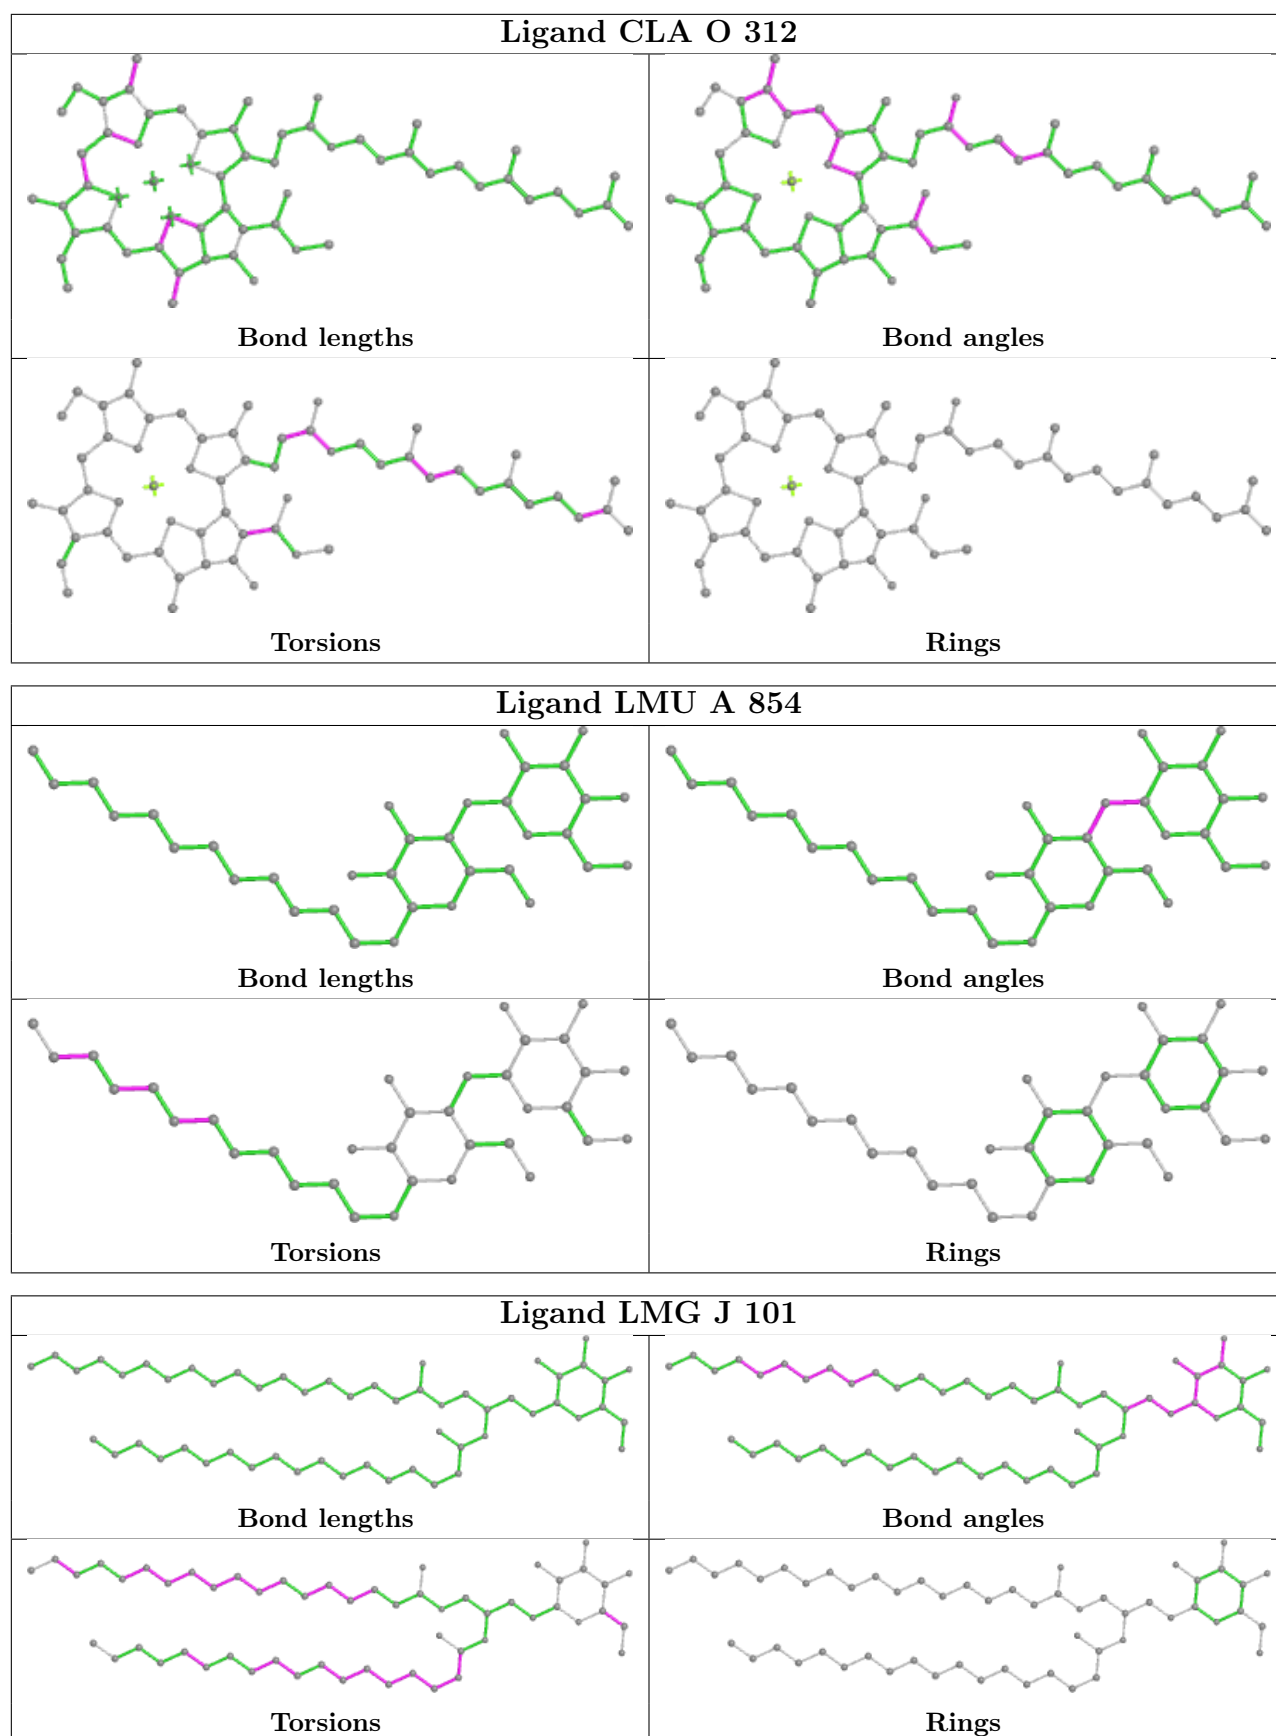 Ligand CLA O 312
Bond lengths
Bond angles
Torsions
Rings
Ligand LMU A 854
Bond lengths
Bond angles
Torsions
Rings
Ligand LMG J 101
Bond lengths
Bond angles
Torsions
Rings